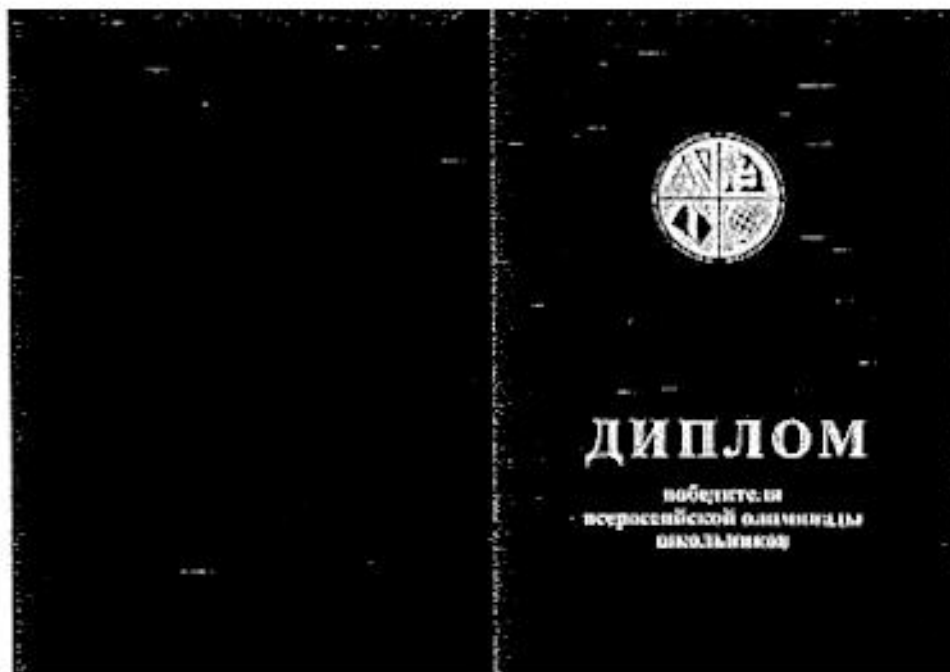 ДИПЛОМ
победителя
всероссийской олимпиады
школьников